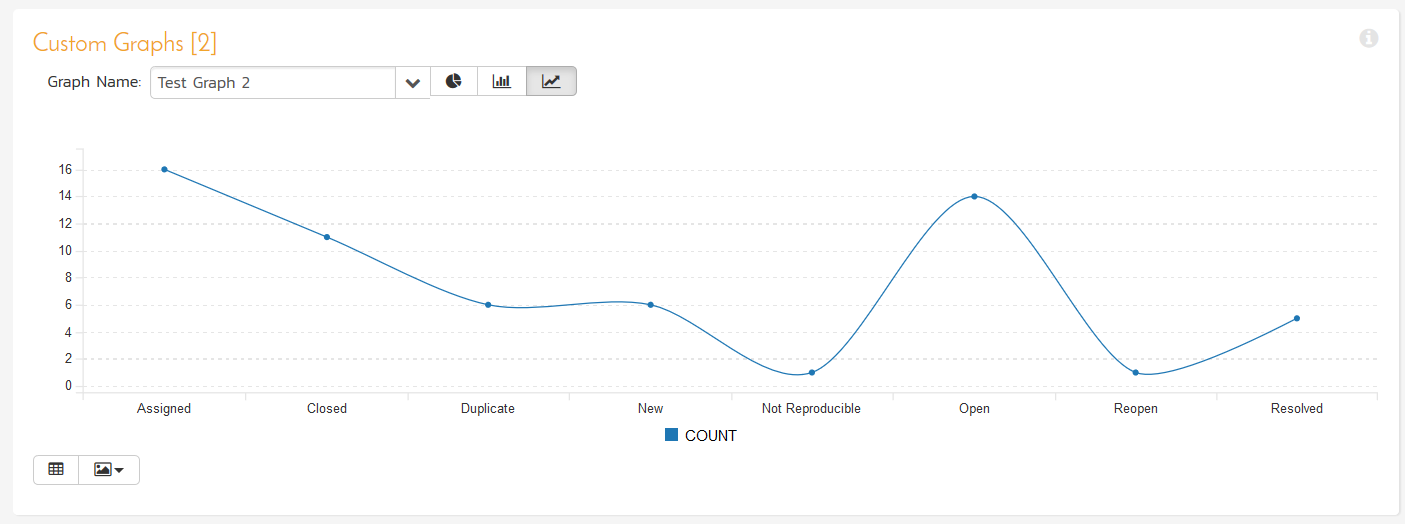 Custom Graphs [2]
Graph Name: Test Graph 2
16
14
12
10
8
6
4
2
0
Assigned Closed Duplicate New Not Reproducible Open Reopen Resolved
COUNT